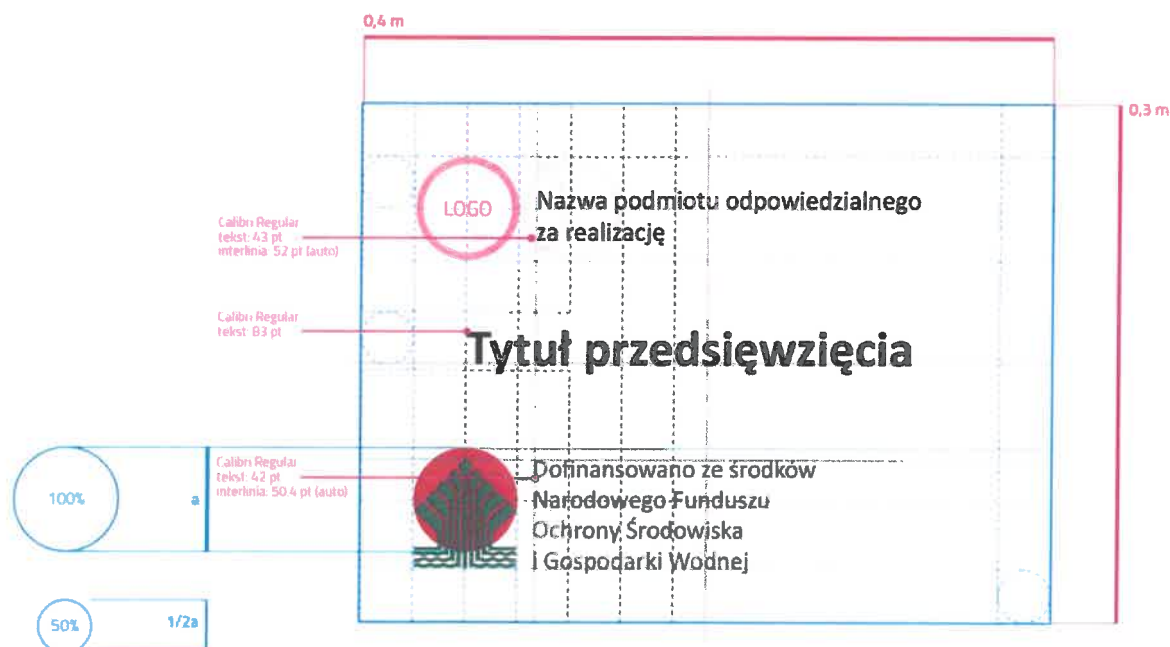 0,4 m
0,3 m
LOGO
Nazwa podmiotu odpowiedzialnego
za realizację
Calibri Regular
tekst: 43 pt
interlinia: 52 pt (auto)
Calibri Regular
tekst: 83 pt
Tytuł przedsięwzięcia
Calibri Regular
tekst: 42 pt
interlinia: 50.4 pt (auto)
Dofinansowano ze środków
Narodowego Funduszu
Ochrony Środowiska
i Gospodarki Wodnej
100%
a
50%
1/2a